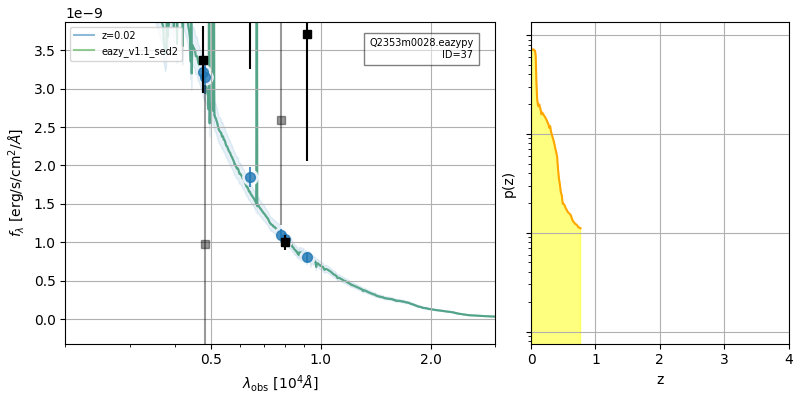 1e−9
z=0.02
eazy_v1.1_sed2
Q2353m0028.eazypy
ID=37
3.5
3.0
2.5
2.0
1.5
1.0
0.5
0.0
f_λ [erg/s/cm²/Å]
0.5
1.0
2.0
λ_obs [10⁴Å]
p(z)
0
1
2
3
4
z